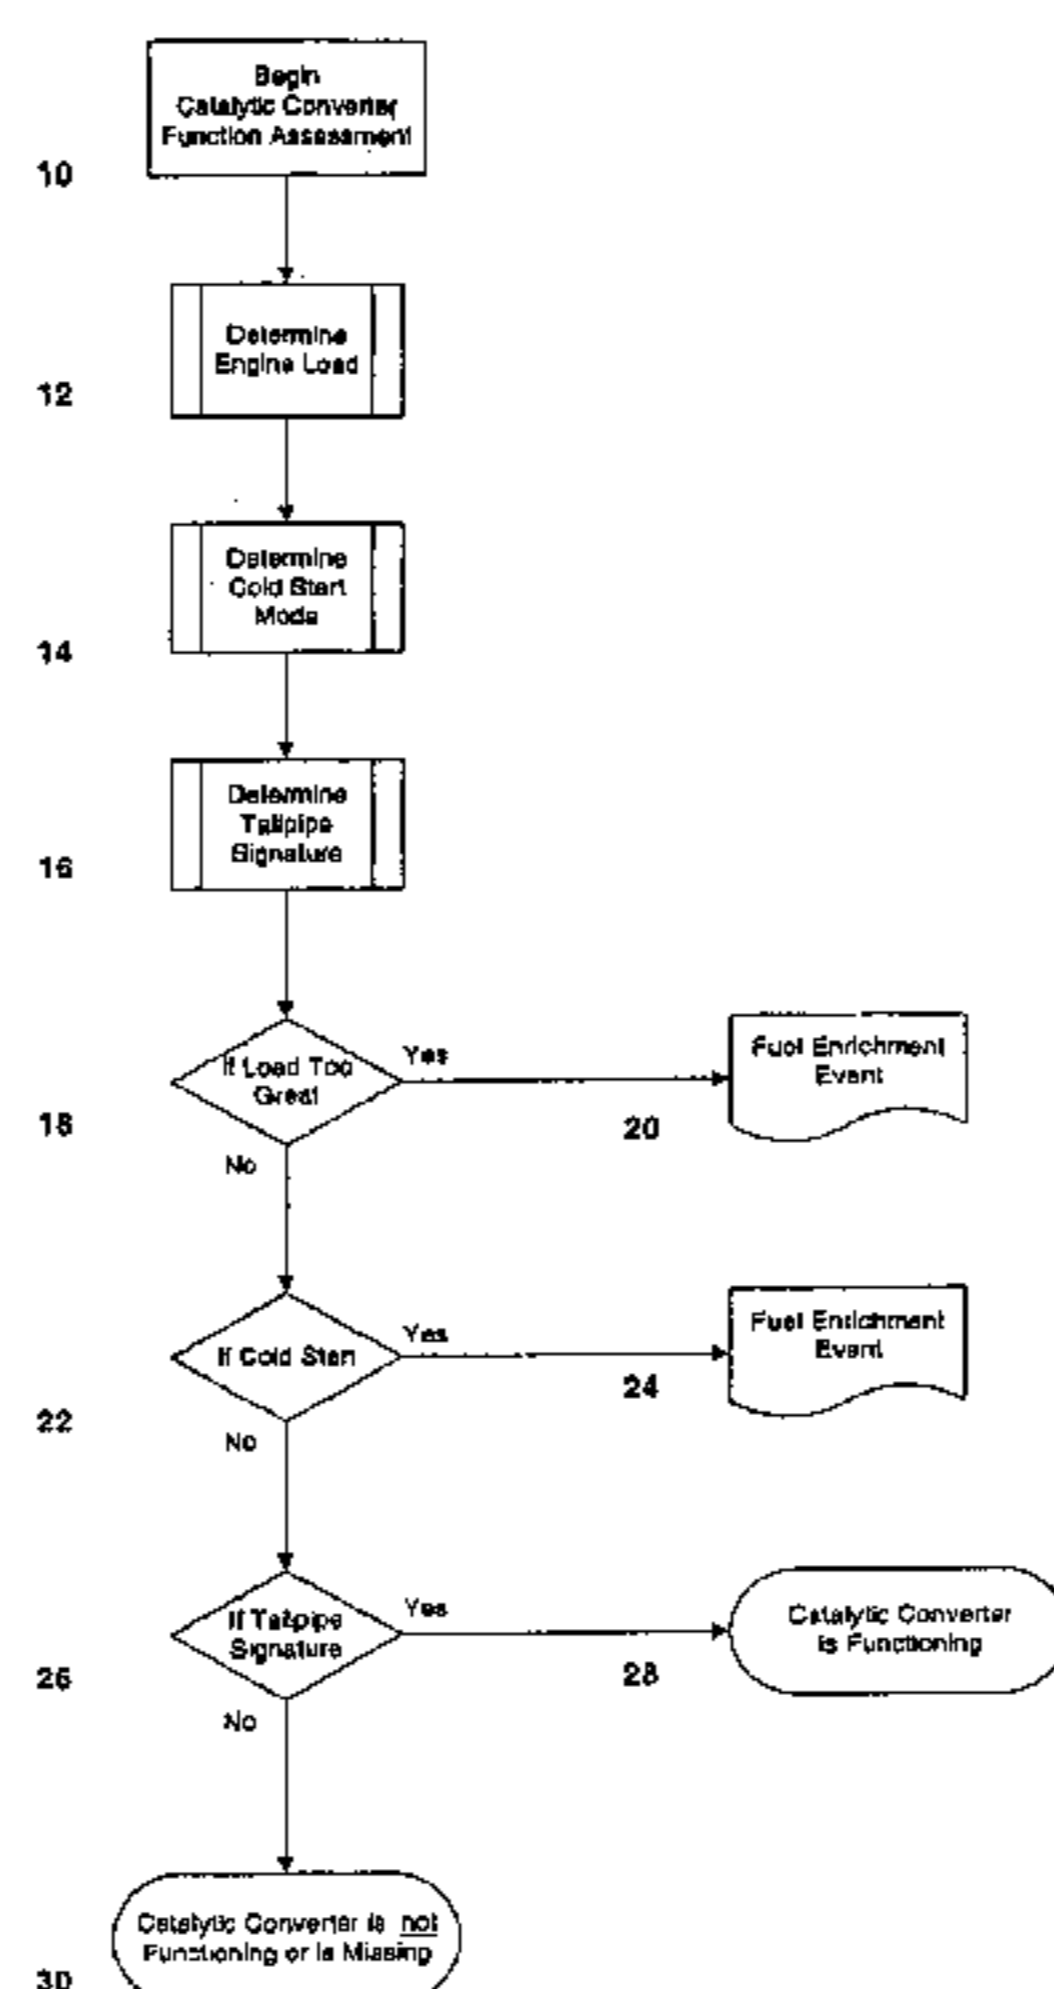 Begin
Catalytic Converter
Function Assessment
10
Determine
Engine Load
12
Determine
Cold Start
Mode
14
Determine
Tailpipe
Signature
16
If Load Too
Great
Yes
No
18
20
Fuel Enrichment
Event
If Cold Start
Yes
No
22
24
Fuel Enrichment
Event
If Tailpipe
Signature
Yes
No
26
28
Catalytic Converter
is Functioning
Catalytic Converter is not
Functioning or is Missing
30